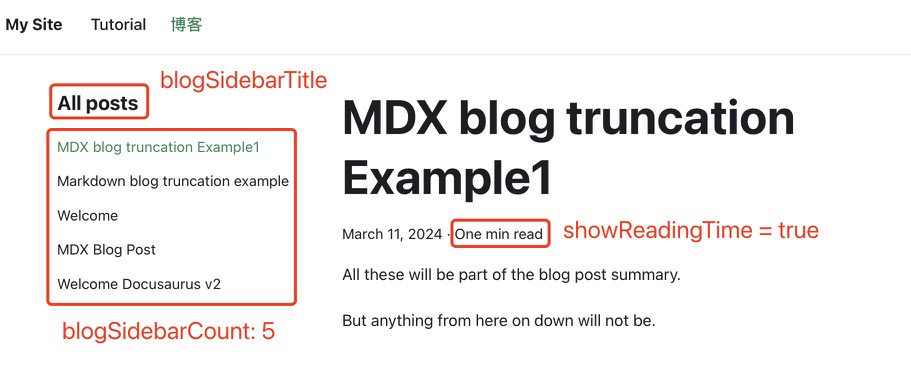 My Site Tutorial 博客
blogSidebarTitle
All posts
MDX blog truncation Example1
Markdown blog truncation example
Welcome
MDX Blog Post
Welcome Docusaurus v2
blogSidebarCount: 5
MDX blog truncation
Example1
March 11, 2024 · One min read
showReadingTime = true
All these will be part of the blog post summary.
But anything from here on down will not be.